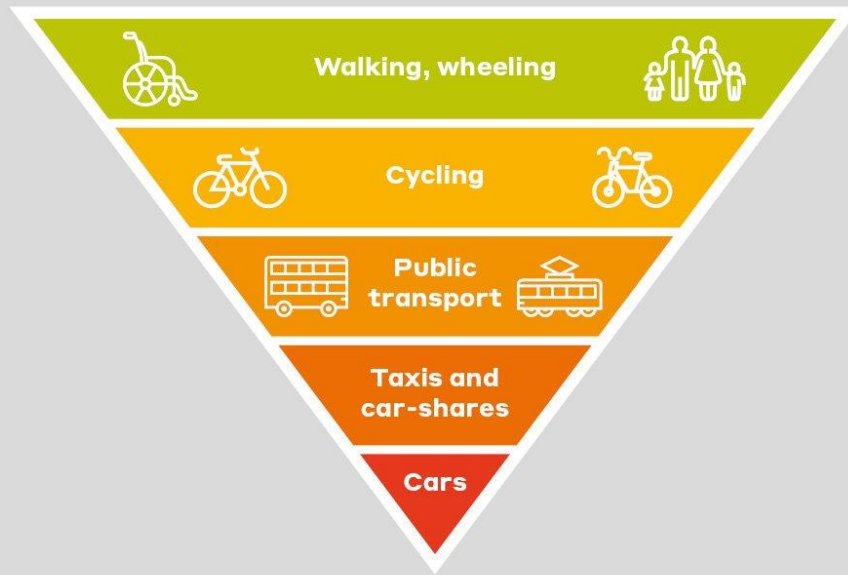 Walking, wheeling
Cycling
Public
transport
Taxis and
car-shares
Cars